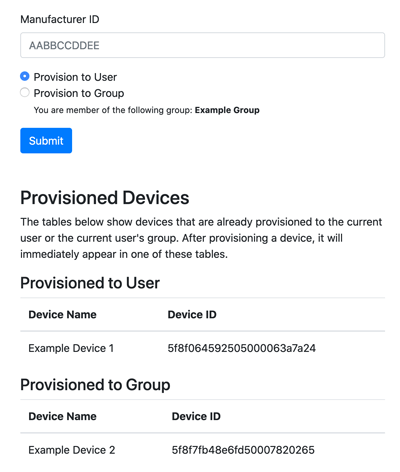 Manufacturer ID
AABBCCDDEE
Provision to User
Provision to Group
You are member of the following group: Example Group
Submit
Provisioned Devices
The tables below show devices that are already provisioned to the current
user or the current user's group. After provisioning a device, it will
immediately appear in one of these tables.
Provisioned to User
Device Name Device ID
Example Device 1 5f8f064592505000063a7a24
Provisioned to Group
Device Name Device ID
Example Device 2 5f8f7fb48e6fd50007820265